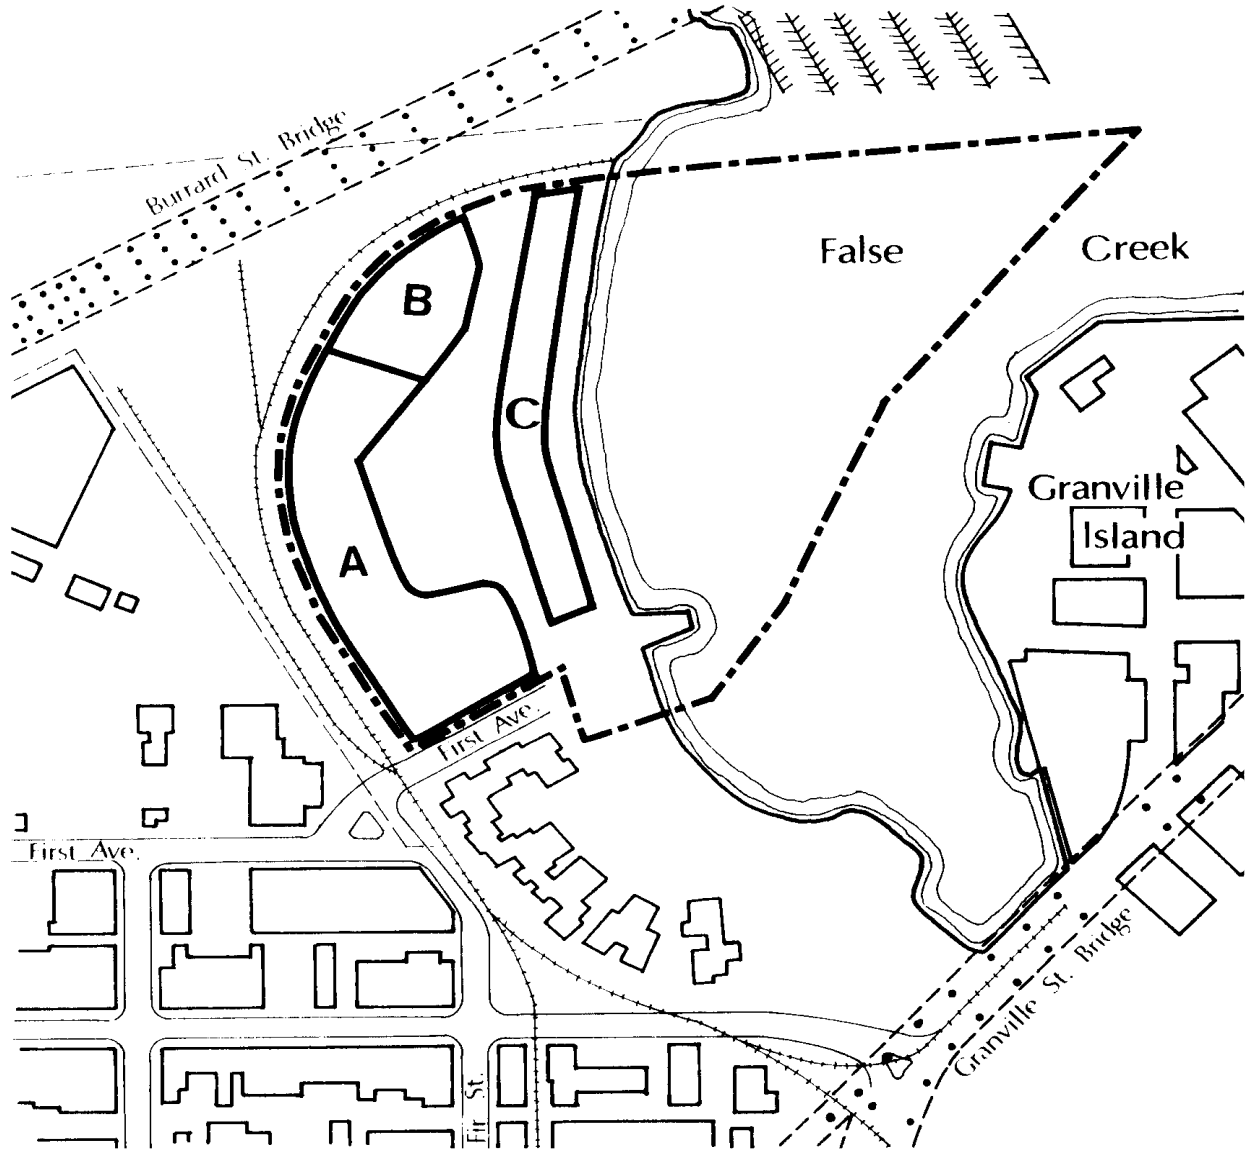 Burrard St. Bridge
False Creek
B
C
Granville
Island
A
First Ave.
First Ave.
Granville St. Bridge
Fir St.